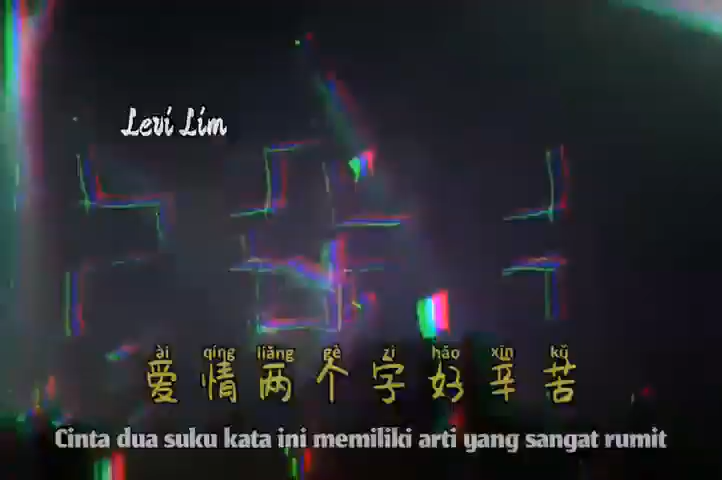 Levi Lim
ài qíng liǎng gè zì hǎo xīn kǔ
爱情两个字好辛苦
Cinta dua suku kata ini memiliki arti yang sangat rumit